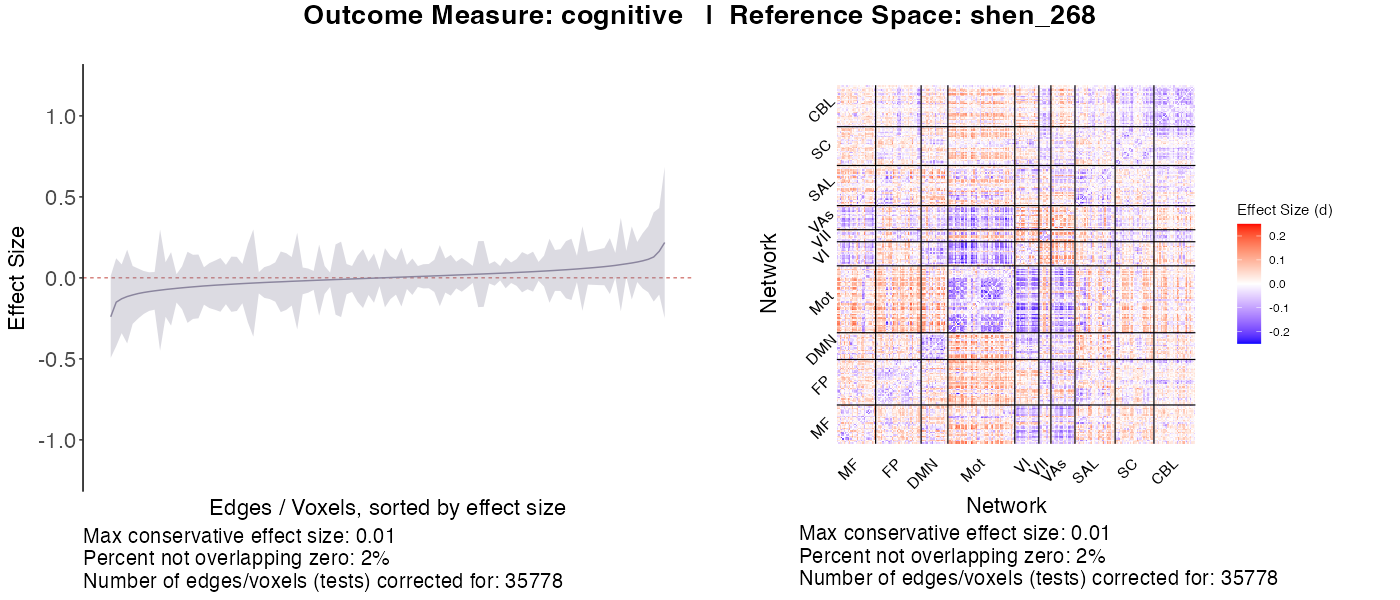 Outcome Measure: cognitive | Reference Space: shen_268
Effect Size
1.0
0.5
0.0
-0.5
-1.0
Edges / Voxels, sorted by effect size
Max conservative effect size: 0.01
Percent not overlapping zero: 2%
Number of edges/voxels (tests) corrected for: 35778
Network
CBL
SC
SAL
VAs
VII
VI
Mot
DMN
FP
MF
MF
FP
DMN
Mot
VI
VII
VAs
SAL
SC
CBL
Network
Effect Size (d)
0.2
0.1
0.0
-0.1
-0.2
Max conservative effect size: 0.01
Percent not overlapping zero: 2%
Number of edges/voxels (tests) corrected for: 35778